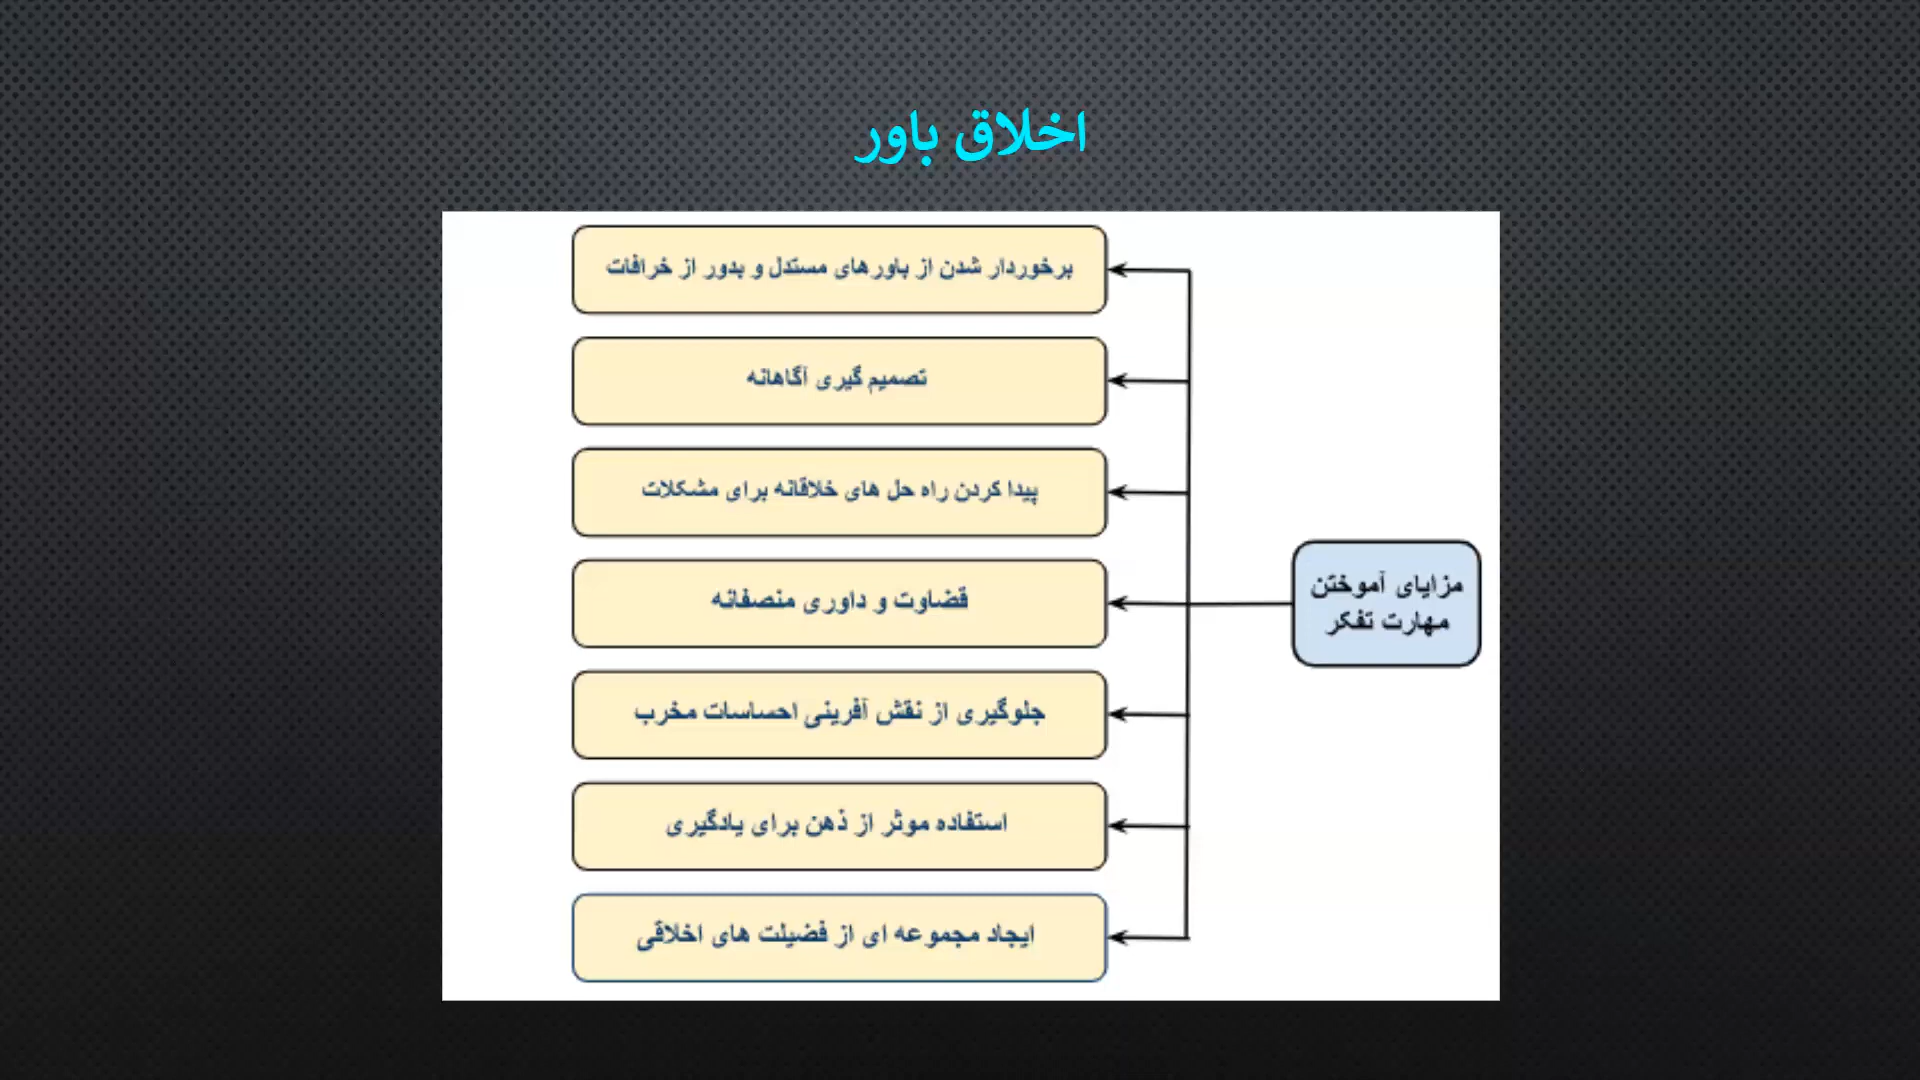 اخلاق باور
مزایای آموختن
مهارت تفکر
برخوردار شدن از باورهای مستدل و بدور از خرافات
تصمیم گیری آگاهانه
پیدا کردن راه حل های خلاقانه برای مشکلات
قضاوت و داوری منصفانه
جلوگیری از نقش آفرینی احساسات مخرب
استفاده موثر از ذهن برای یادگیری
ایجاد مجموعه ای از فضیلت های اخلاقی